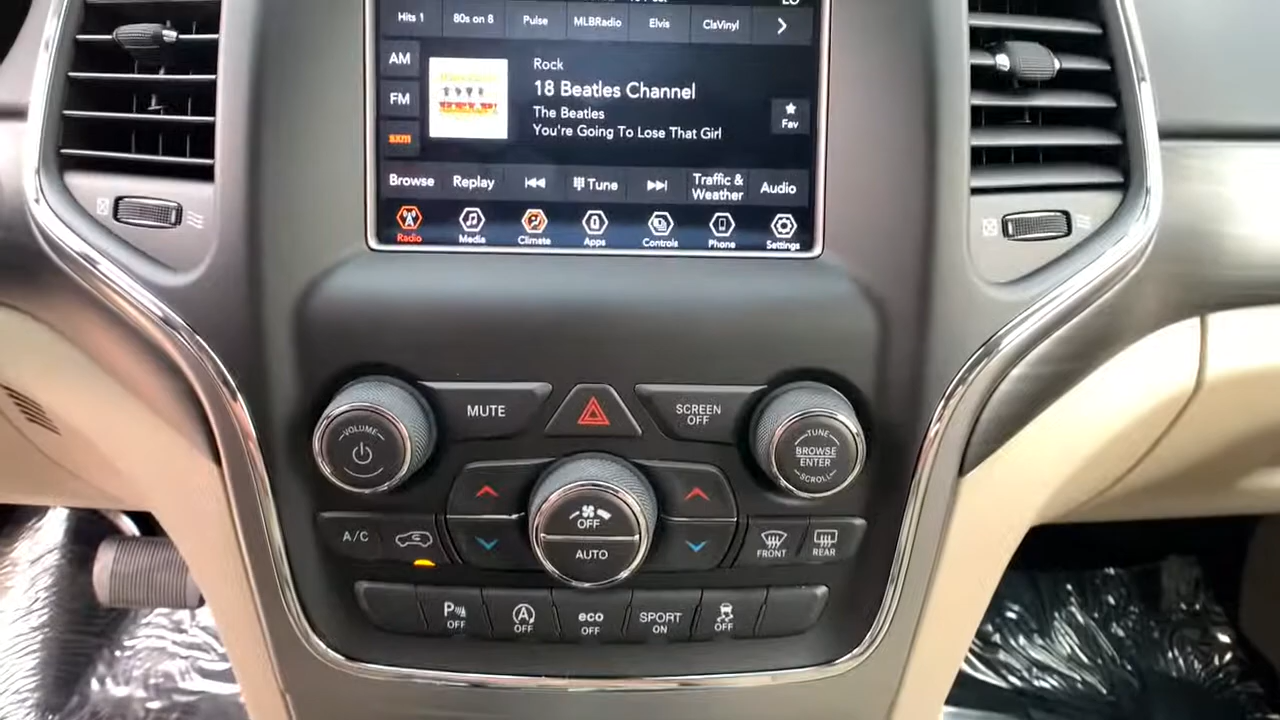 LO
Hits 1
80s on 8
Pulse
MLBRadio
Elvis
ClsVinyl
AM
FM
sxm
Rock
18 Beatles Channel
The Beatles
You're Going To Lose That Girl
Fav
HELP!
Browse
Replay
Tune
Traffic &
Weather
Audio
Radio
Media
Climate
Apps
Controls
Phone
Settings
VOLUME
MUTE
SCREEN
OFF
TUNE
BROWSE
ENTER
SCROLL
A/C
OFF
AUTO
FRONT
REAR
P
OFF
A
OFF
eco
OFF
SPORT
ON
OFF